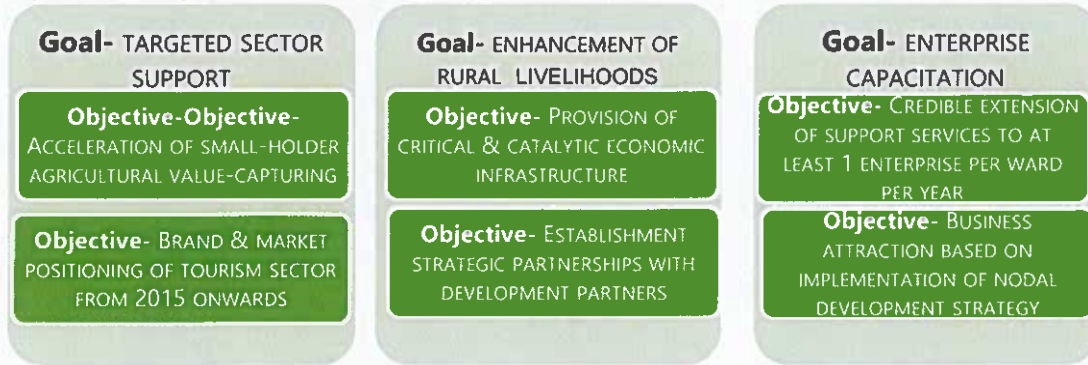 Goal- TARGETED SECTOR
SUPPORT
Objective-Objective-
ACCELERATION OF SMALL-HOLDER
AGRICULTURAL VALUE-CAPTURING
Objective- BRAND & MARKET
POSITIONING OF TOURISM SECTOR
FROM 2015 ONWARDS
Goal- ENHANCEMENT OF
RURAL LIVELIHOODS
Objective- PROVISION OF
CRITICAL & CATALYTIC ECONOMIC
INFRASTRUCTURE
Objective- ESTABLISHMENT
STRATEGIC PARTNERSHIPS WITH
DEVELOPMENT PARTNERS
Goal- ENTERPRISE
CAPACITATION
Objective- CREDIBLE EXTENSION
OF SUPPORT SERVICES TO AT
LEAST 1 ENTERPRISE PER WARD
PER YEAR
Objective- BUSINESS
ATTRACTION BASED ON
IMPLEMENTATION OF NODAL
DEVELOPMENT STRATEGY